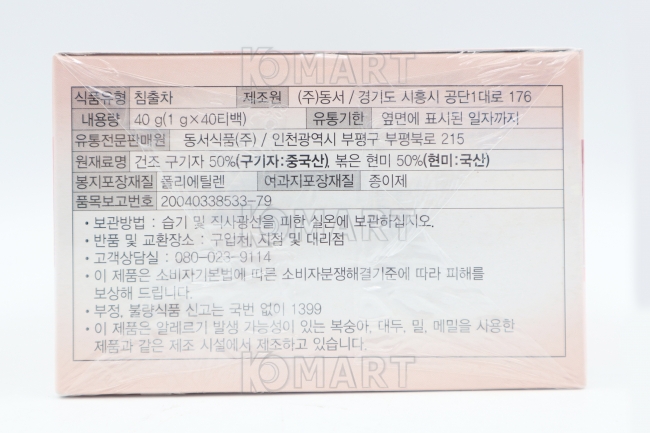 KOMART
식품유형 침출차 제조원 (주)동서 / 경기도 시흥시 공단1대로 176
내용량 40 g(1 g×40티백) 유통기한 옆면에 표시된 일자까지
유통전문판매원 동서식품(주) / 인천광역시 부평구 부평북로 215
원재료명 건조 구기자 50%(구기자:중국산), 볶은 현미 50%(현미:국산)
봉지포장재질 폴리에틸렌 여과지포장재질 종이제
품목보고번호 20040338533-79
• 보관방법 : 습기 및 직사광선을 피한 실온에 보관하십시오.
KOMART
• 반품 및 교환장소 : 구입처, 지점 및 대리점
• 고객상담실 : 080-023-9114
• 이 제품은 소비자기본법에 따른 소비자분쟁해결기준에 따라 피해를
보상해 드립니다.
• 부정, 불량식품 신고는 국번 없이 1399
• 이 제품은 알레르기 발생 가능성이 있는 복숭아, 대두, 밀, 메밀을 사용한
제품과 같은 제조 시설에서 제조하고 있습니다.
KOMART